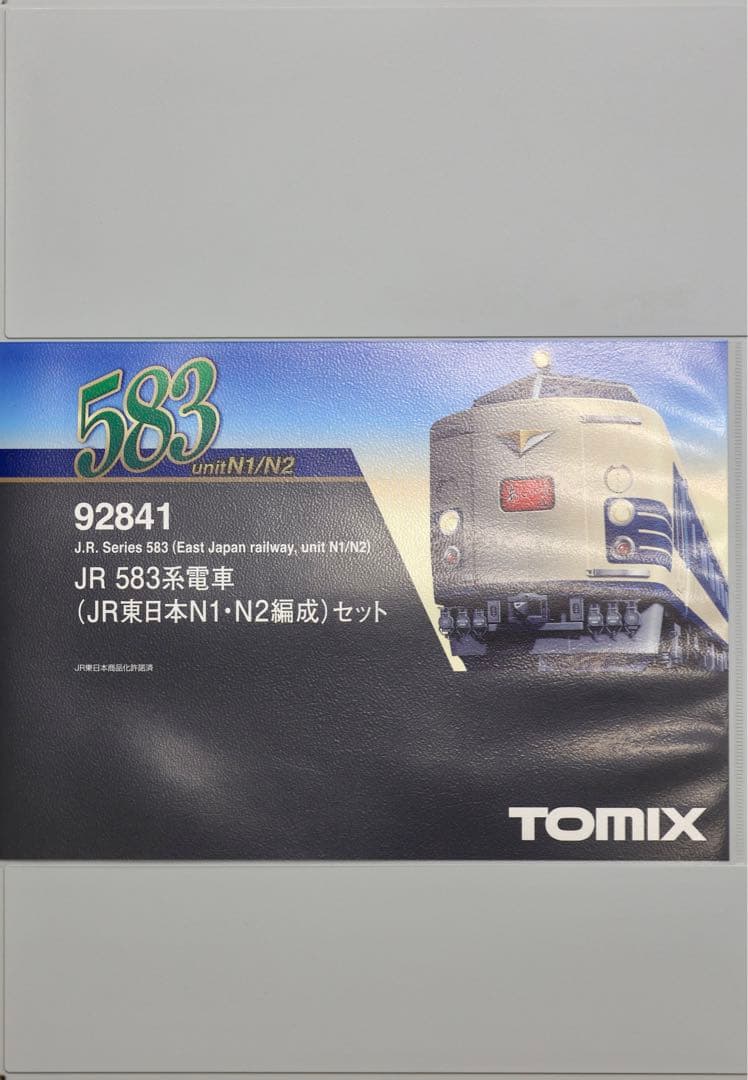 583
unit N1/N2
92841
J.R. Series 583 (East Japan railway, unit N1/N2)
JR 583系電車
(JR東日本N1・N2編成)セット
JR東日本商品化許諾済
TOMIX